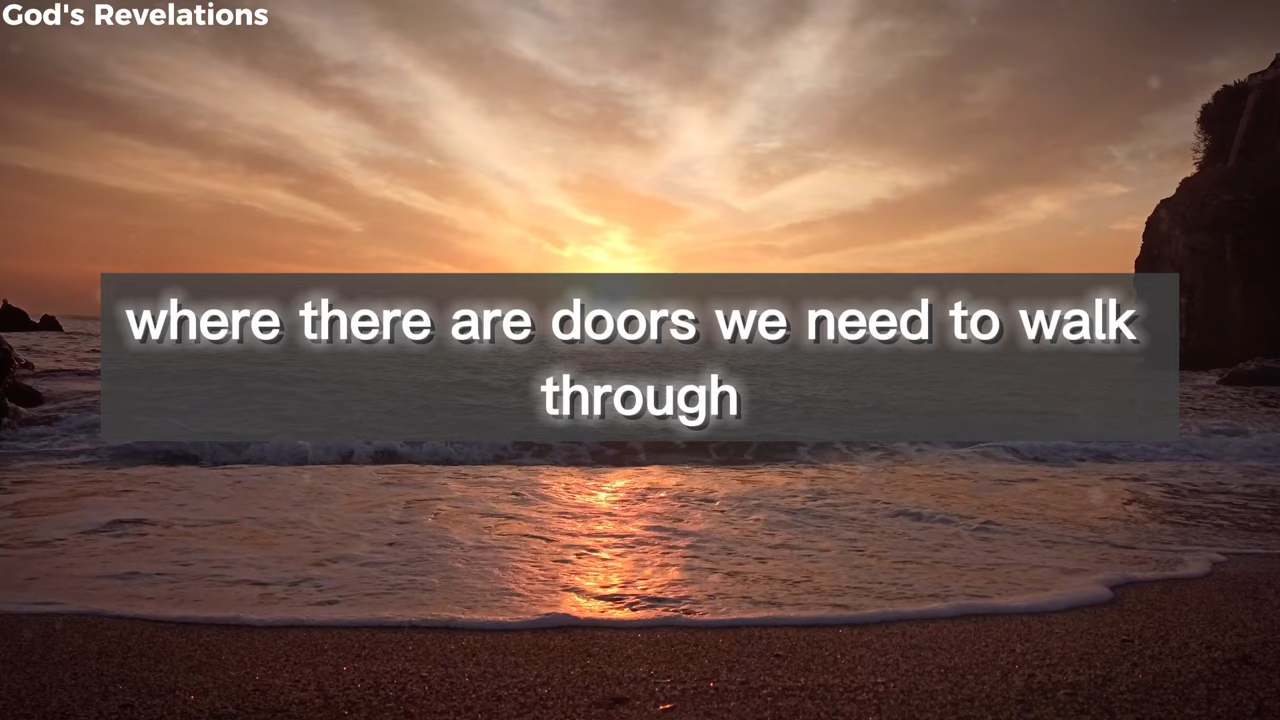 God's Revelations
where there are doors we need to walk
through